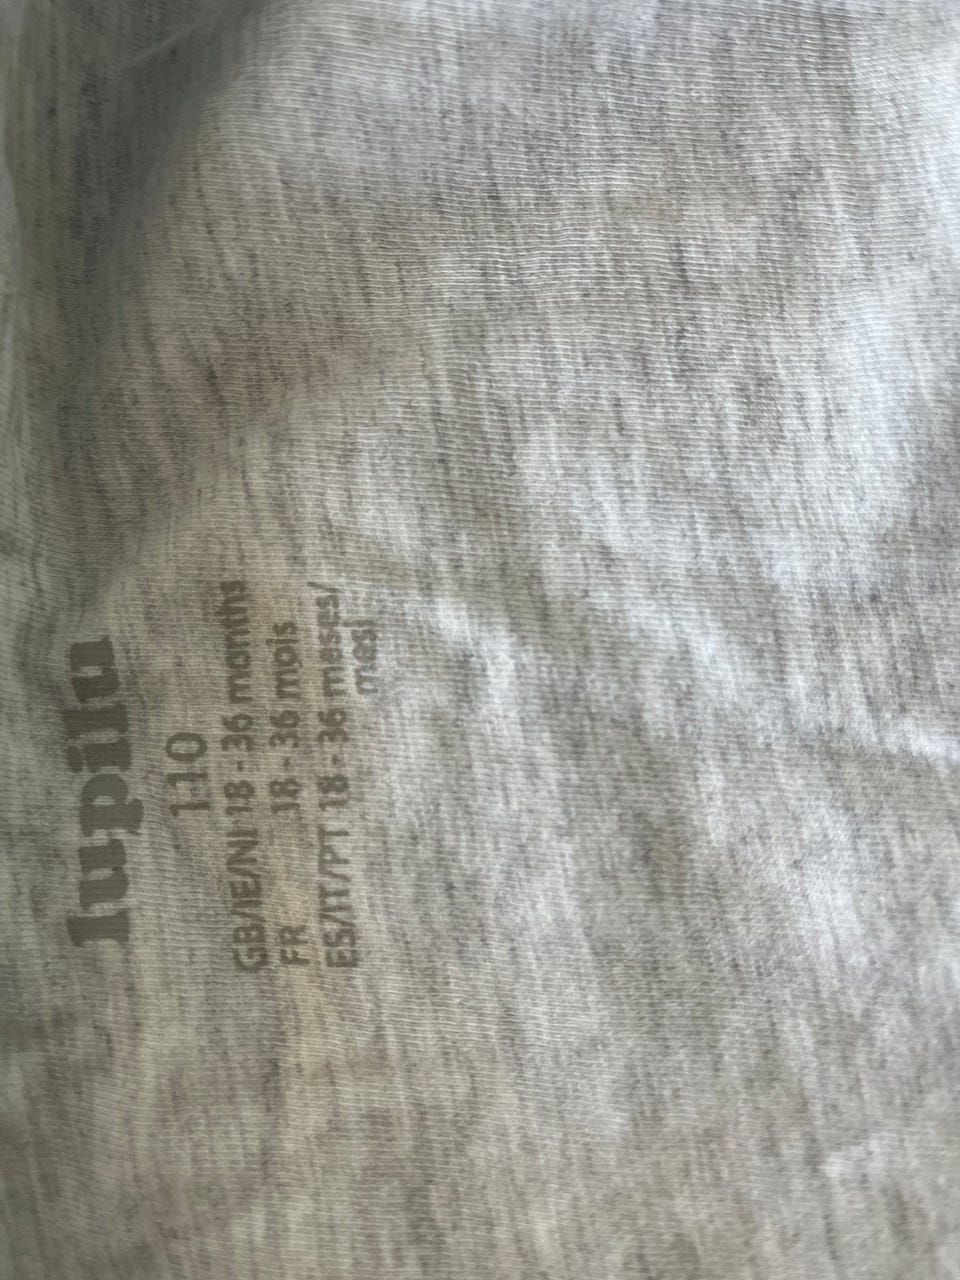 lupilu
110
GB/IE/NI 18 - 36 months
FR 18 - 36 mois
ES/IT/PT 18 - 36 meses/
mesi